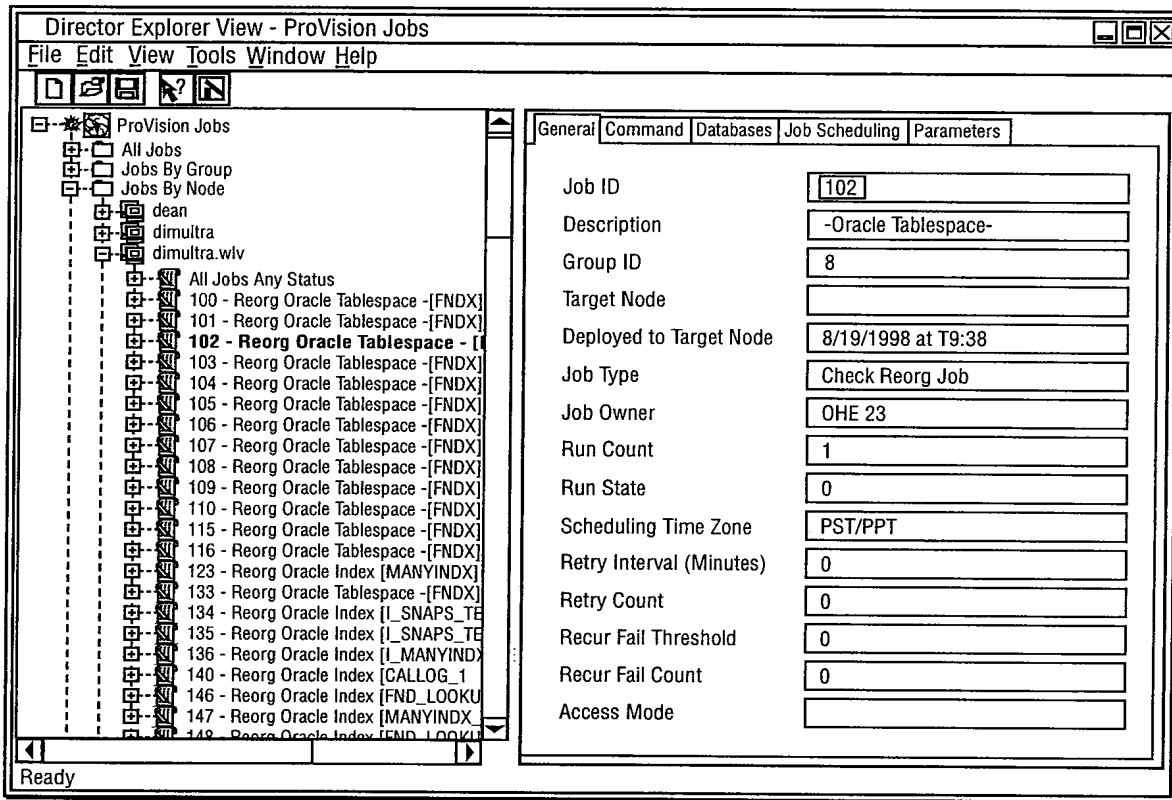 Director Explorer View - ProVision Jobs
File Edit View Tools Window Help
ProVision Jobs
All Jobs
Jobs By Group
Jobs By Node
dean
dimultra
dimultra.wlv
All Jobs Any Status
100 - Reorg Oracle Tablespace -[FNDX]
101 - Reorg Oracle Tablespace -[FNDX]
102 - Reorg Oracle Tablespace - [
103 - Reorg Oracle Tablespace -[FNDX]
104 - Reorg Oracle Tablespace -[FNDX]
105 - Reorg Oracle Tablespace -[FNDX]
106 - Reorg Oracle Tablespace -[FNDX]
107 - Reorg Oracle Tablespace -[FNDX]
108 - Reorg Oracle Tablespace -[FNDX]
109 - Reorg Oracle Tablespace -[FNDX]
110 - Reorg Oracle Tablespace -[FNDX]
115 - Reorg Oracle Tablespace -[FNDX]
116 - Reorg Oracle Tablespace -[FNDX]
123 - Reorg Oracle Index [MANYINDX]
133 - Reorg Oracle Tablespace -[FNDX]
134 - Reorg Oracle Index [I_SNAPS_TE
135 - Reorg Oracle Index [I_SNAPS_TE
136 - Reorg Oracle Index [I_MANYINDX
140 - Reorg Oracle Index [CALLOG_1
146 - Reorg Oracle Index [FND_LOOKU
147 - Reorg Oracle Index [MANYINDX_
148 - Reorg Oracle Index [FND_LOOKU
Ready
General Command Databases Job Scheduling Parameters
Job ID 102
Description -Oracle Tablespace-
Group ID 8
Target Node
Deployed to Target Node 8/19/1998 at T9:38
Job Type Check Reorg Job
Job Owner OHE 23
Run Count 1
Run State 0
Scheduling Time Zone PST/PPT
Retry Interval (Minutes) 0
Retry Count 0
Recur Fail Threshold 0
Recur Fail Count 0
Access Mode